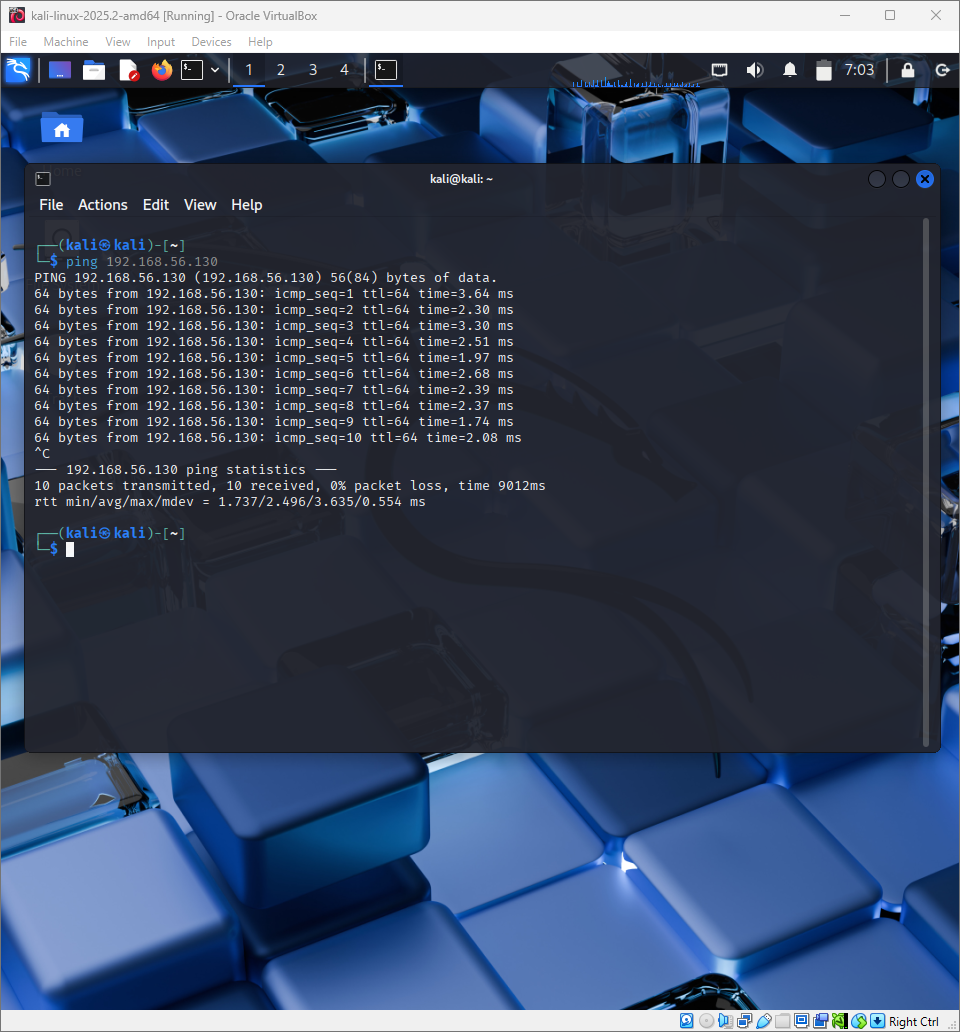 kali-linux-2025.2-amd64 [Running] - Oracle VirtualBox
File Machine View Input Devices Help
1 2 3 4 7:03
kali@kali: ~
File Actions Edit View Help
┌──(kali㉿kali)-[~]
└─$ ping 192.168.56.130
PING 192.168.56.130 (192.168.56.130) 56(84) bytes of data.
64 bytes from 192.168.56.130: icmp_seq=1 ttl=64 time=3.64 ms
64 bytes from 192.168.56.130: icmp_seq=2 ttl=64 time=2.30 ms
64 bytes from 192.168.56.130: icmp_seq=3 ttl=64 time=3.30 ms
64 bytes from 192.168.56.130: icmp_seq=4 ttl=64 time=2.51 ms
64 bytes from 192.168.56.130: icmp_seq=5 ttl=64 time=1.97 ms
64 bytes from 192.168.56.130: icmp_seq=6 ttl=64 time=2.68 ms
64 bytes from 192.168.56.130: icmp_seq=7 ttl=64 time=2.39 ms
64 bytes from 192.168.56.130: icmp_seq=8 ttl=64 time=2.37 ms
64 bytes from 192.168.56.130: icmp_seq=9 ttl=64 time=1.74 ms
64 bytes from 192.168.56.130: icmp_seq=10 ttl=64 time=2.08 ms
^C
--- 192.168.56.130 ping statistics ---
10 packets transmitted, 10 received, 0% packet loss, time 9012ms
rtt min/avg/max/mdev = 1.737/2.496/3.635/0.554 ms
┌──(kali㉿kali)-[~]
└─$
Right Ctrl